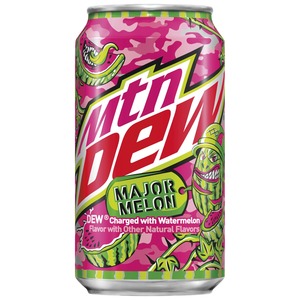 mtn
DEW
MAJOR
MELON
DEW® Charged with Watermelon
Flavor with Other Natural Flavors